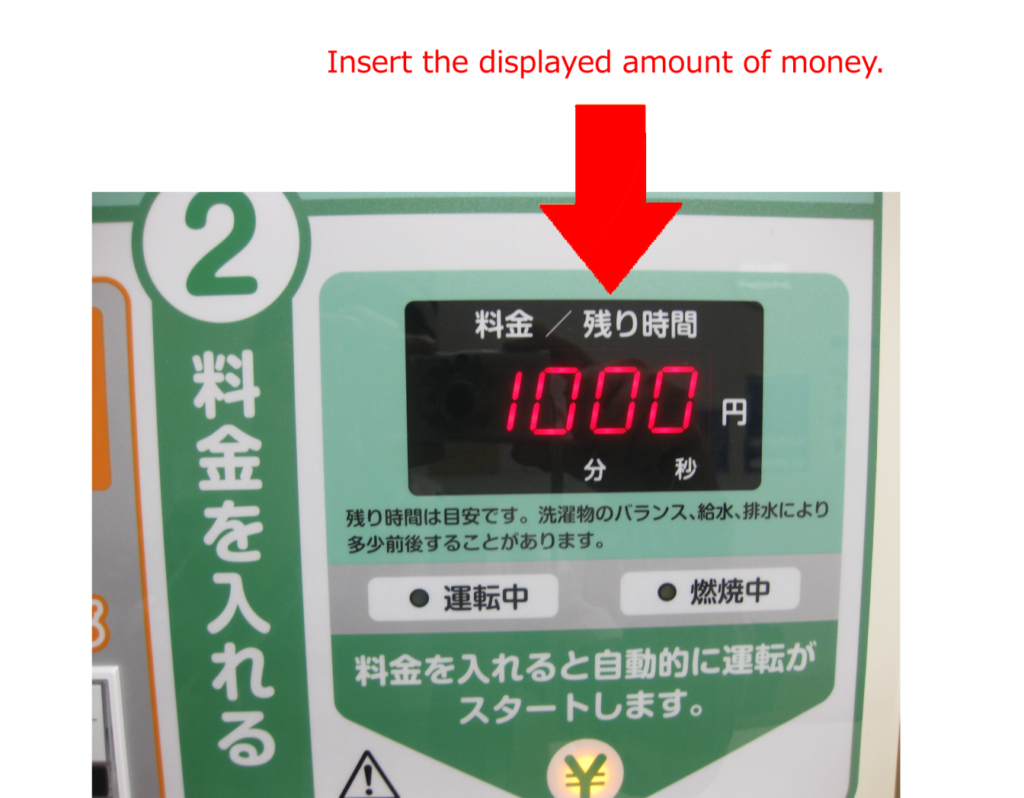 Insert the displayed amount of money.
2
料金を入れる
料金 / 残り時間
1000 円
分 秒
残り時間は目安です。洗濯物のバランス、給水、排水により
多少前後することがあります。
運転中
燃焼中
料金を入れると自動的に運転が
スタートします。
¥